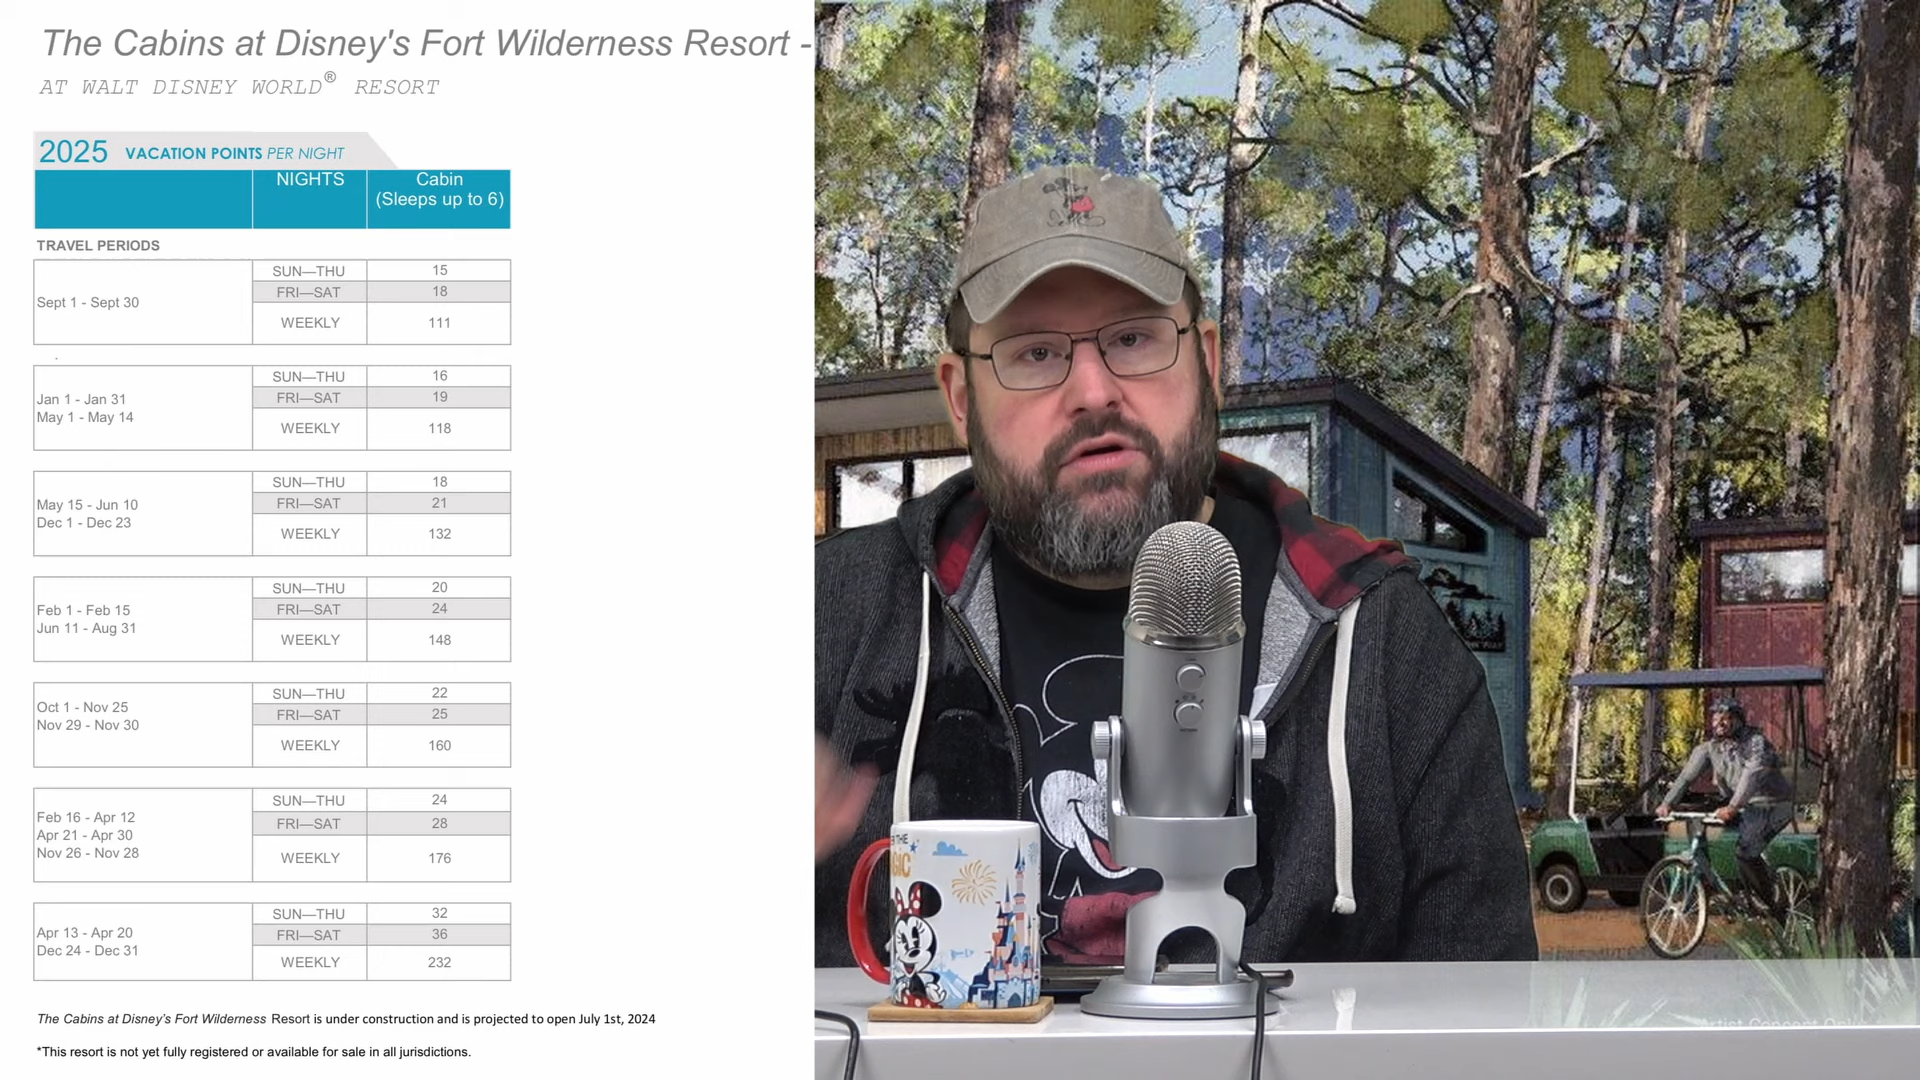 The Cabins at Disney's Fort Wilderness Resort -
AT WALT DISNEY WORLD® RESORT
2025 VACATION POINTS PER NIGHT
NIGHTS
Cabin
(Sleeps up to 6)
TRAVEL PERIODS
Sept 1 - Sept 30
SUN—THU 15
FRI—SAT 18
WEEKLY 111
Jan 1 - Jan 31
May 1 - May 14
SUN—THU 16
FRI—SAT 19
WEEKLY 118
May 15 - Jun 10
Dec 1 - Dec 23
SUN—THU 18
FRI—SAT 21
WEEKLY 132
Feb 1 - Feb 15
Jun 11 - Aug 31
SUN—THU 20
FRI—SAT 24
WEEKLY 148
Oct 1 - Nov 25
Nov 29 - Nov 30
SUN—THU 22
FRI—SAT 25
WEEKLY 160
Feb 16 - Apr 12
Apr 21 - Apr 30
Nov 26 - Nov 28
SUN—THU 24
FRI—SAT 28
WEEKLY 176
Apr 13 - Apr 20
Dec 24 - Dec 31
SUN—THU 32
FRI—SAT 36
WEEKLY 232
The Cabins at Disney's Fort Wilderness Resort is under construction and is projected to open July 1st, 2024
*This resort is not yet fully registered or available for sale in all jurisdictions.
THE
Artist Concept